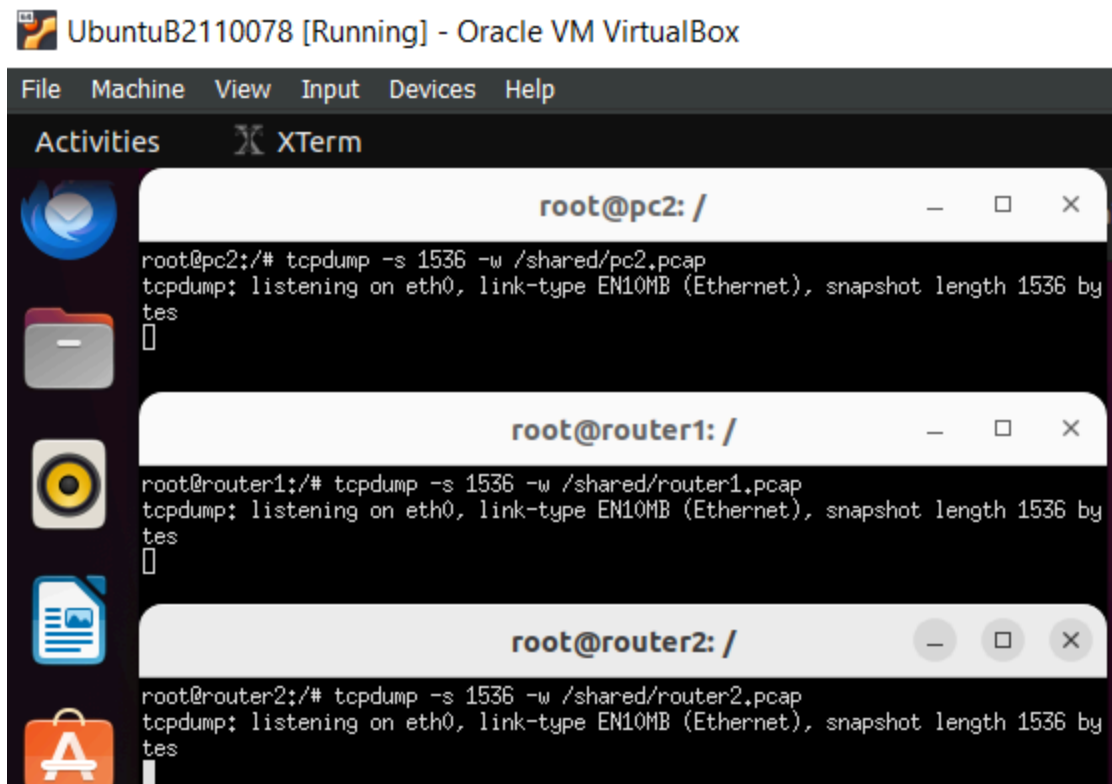 UbuntuB2110078 [Running] - Oracle VM VirtualBox
File Machine View Input Devices Help
Activities XTerm
root@pc2: /
root@pc2:/# tcpdump -s 1536 -w /shared/pc2.pcap
tcpdump: listening on eth0, link-type EN10MB (Ethernet), snapshot length 1536 by
tes
root@router1: /
root@router1:/# tcpdump -s 1536 -w /shared/router1.pcap
tcpdump: listening on eth0, link-type EN10MB (Ethernet), snapshot length 1536 by
tes
root@router2: /
root@router2:/# tcpdump -s 1536 -w /shared/router2.pcap
tcpdump: listening on eth0, link-type EN10MB (Ethernet), snapshot length 1536 by
tes